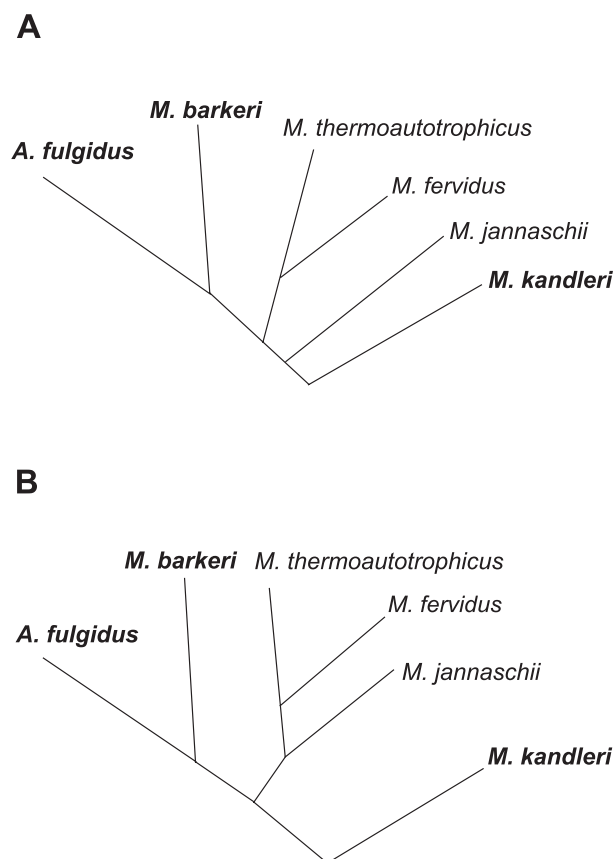 A
M. barkeri
M. thermoautotrophicus
A. fulgidus
M. fervidus
M. jannaschii
M. kandleri
B
M. barkeri M. thermoautotrophicus
M. fervidus
A. fulgidus
M. jannaschii
M. kandleri